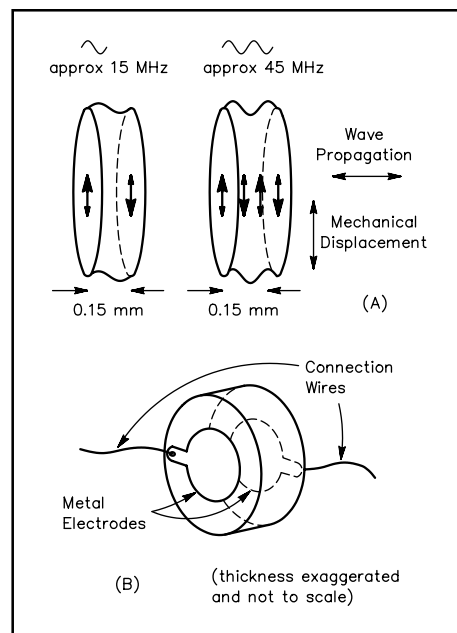 approx 15 MHz
approx 45 MHz
Wave
Propagation
Mechanical
Displacement
0.15 mm
0.15 mm
(A)
Connection
Wires
Metal
Electrodes
(B)
(thickness exaggerated
and not to scale)